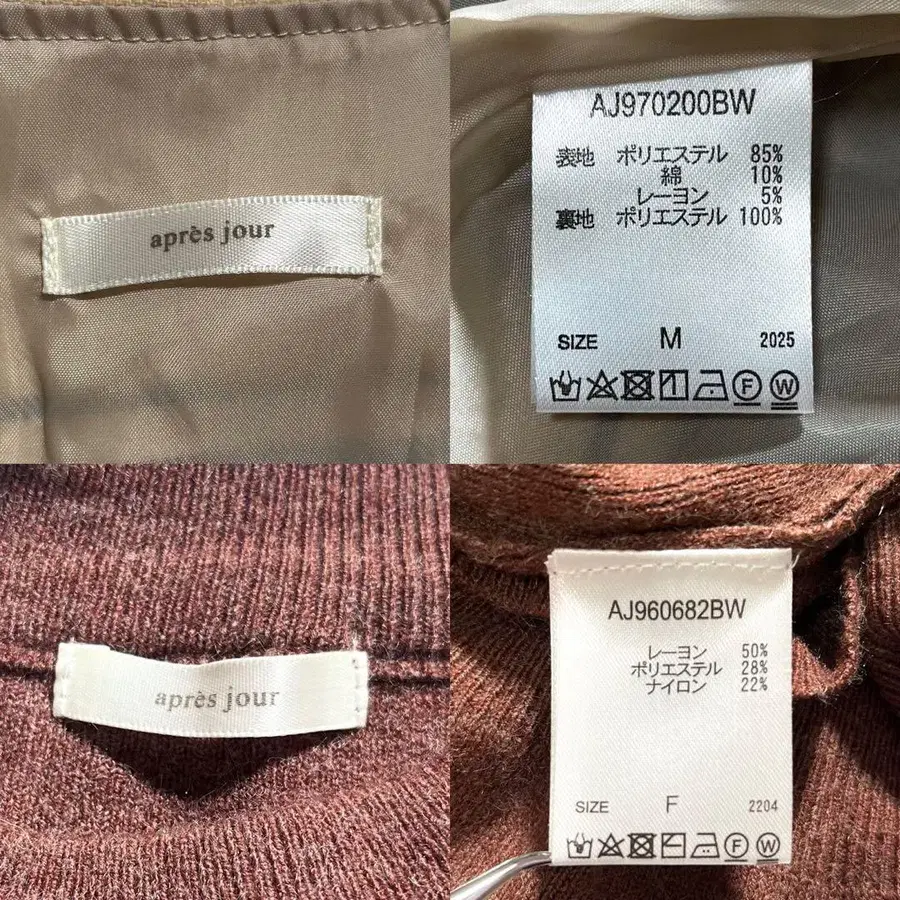 après jour
AJ970200BW
表地 ポリエステル 85%
綿 10%
レーヨン 5%
裏地 ポリエステル 100%
SIZE M 2025
F W
après jour
AJ960682BW
レーヨン 50%
ポリエステル 28%
ナイロン 22%
SIZE F 2204
F W